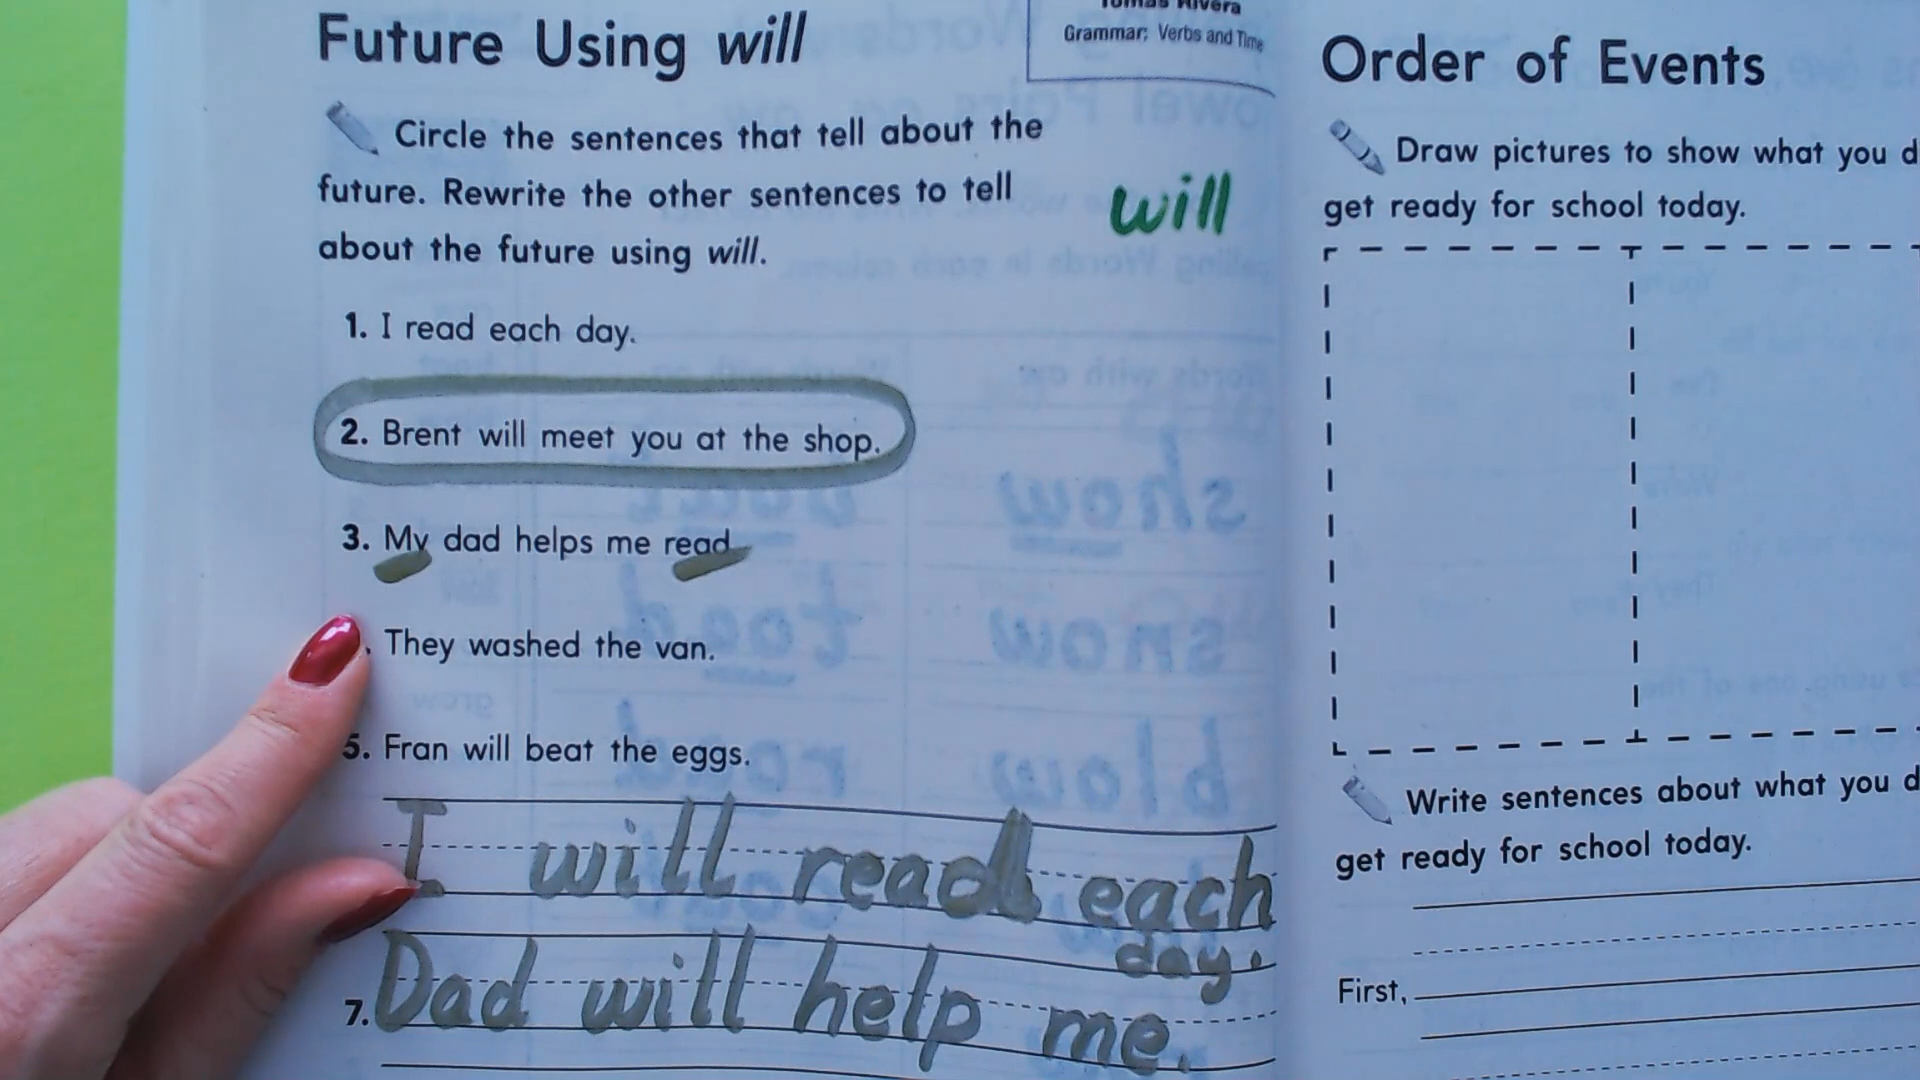 Future Using will
Tomás Rivera
Grammar: Verbs and Time
Circle the sentences that tell about the
future. Rewrite the other sentences to tell
about the future using will.
will
1. I read each day.
2. Brent will meet you at the shop.
3. My dad helps me read.
. They washed the van.
5. Fran will beat the eggs.
I will read each
day.
7. Dad will help me.
Order of Events
Draw pictures to show what you d
get ready for school today.
Write sentences about what you d
get ready for school today.
First,